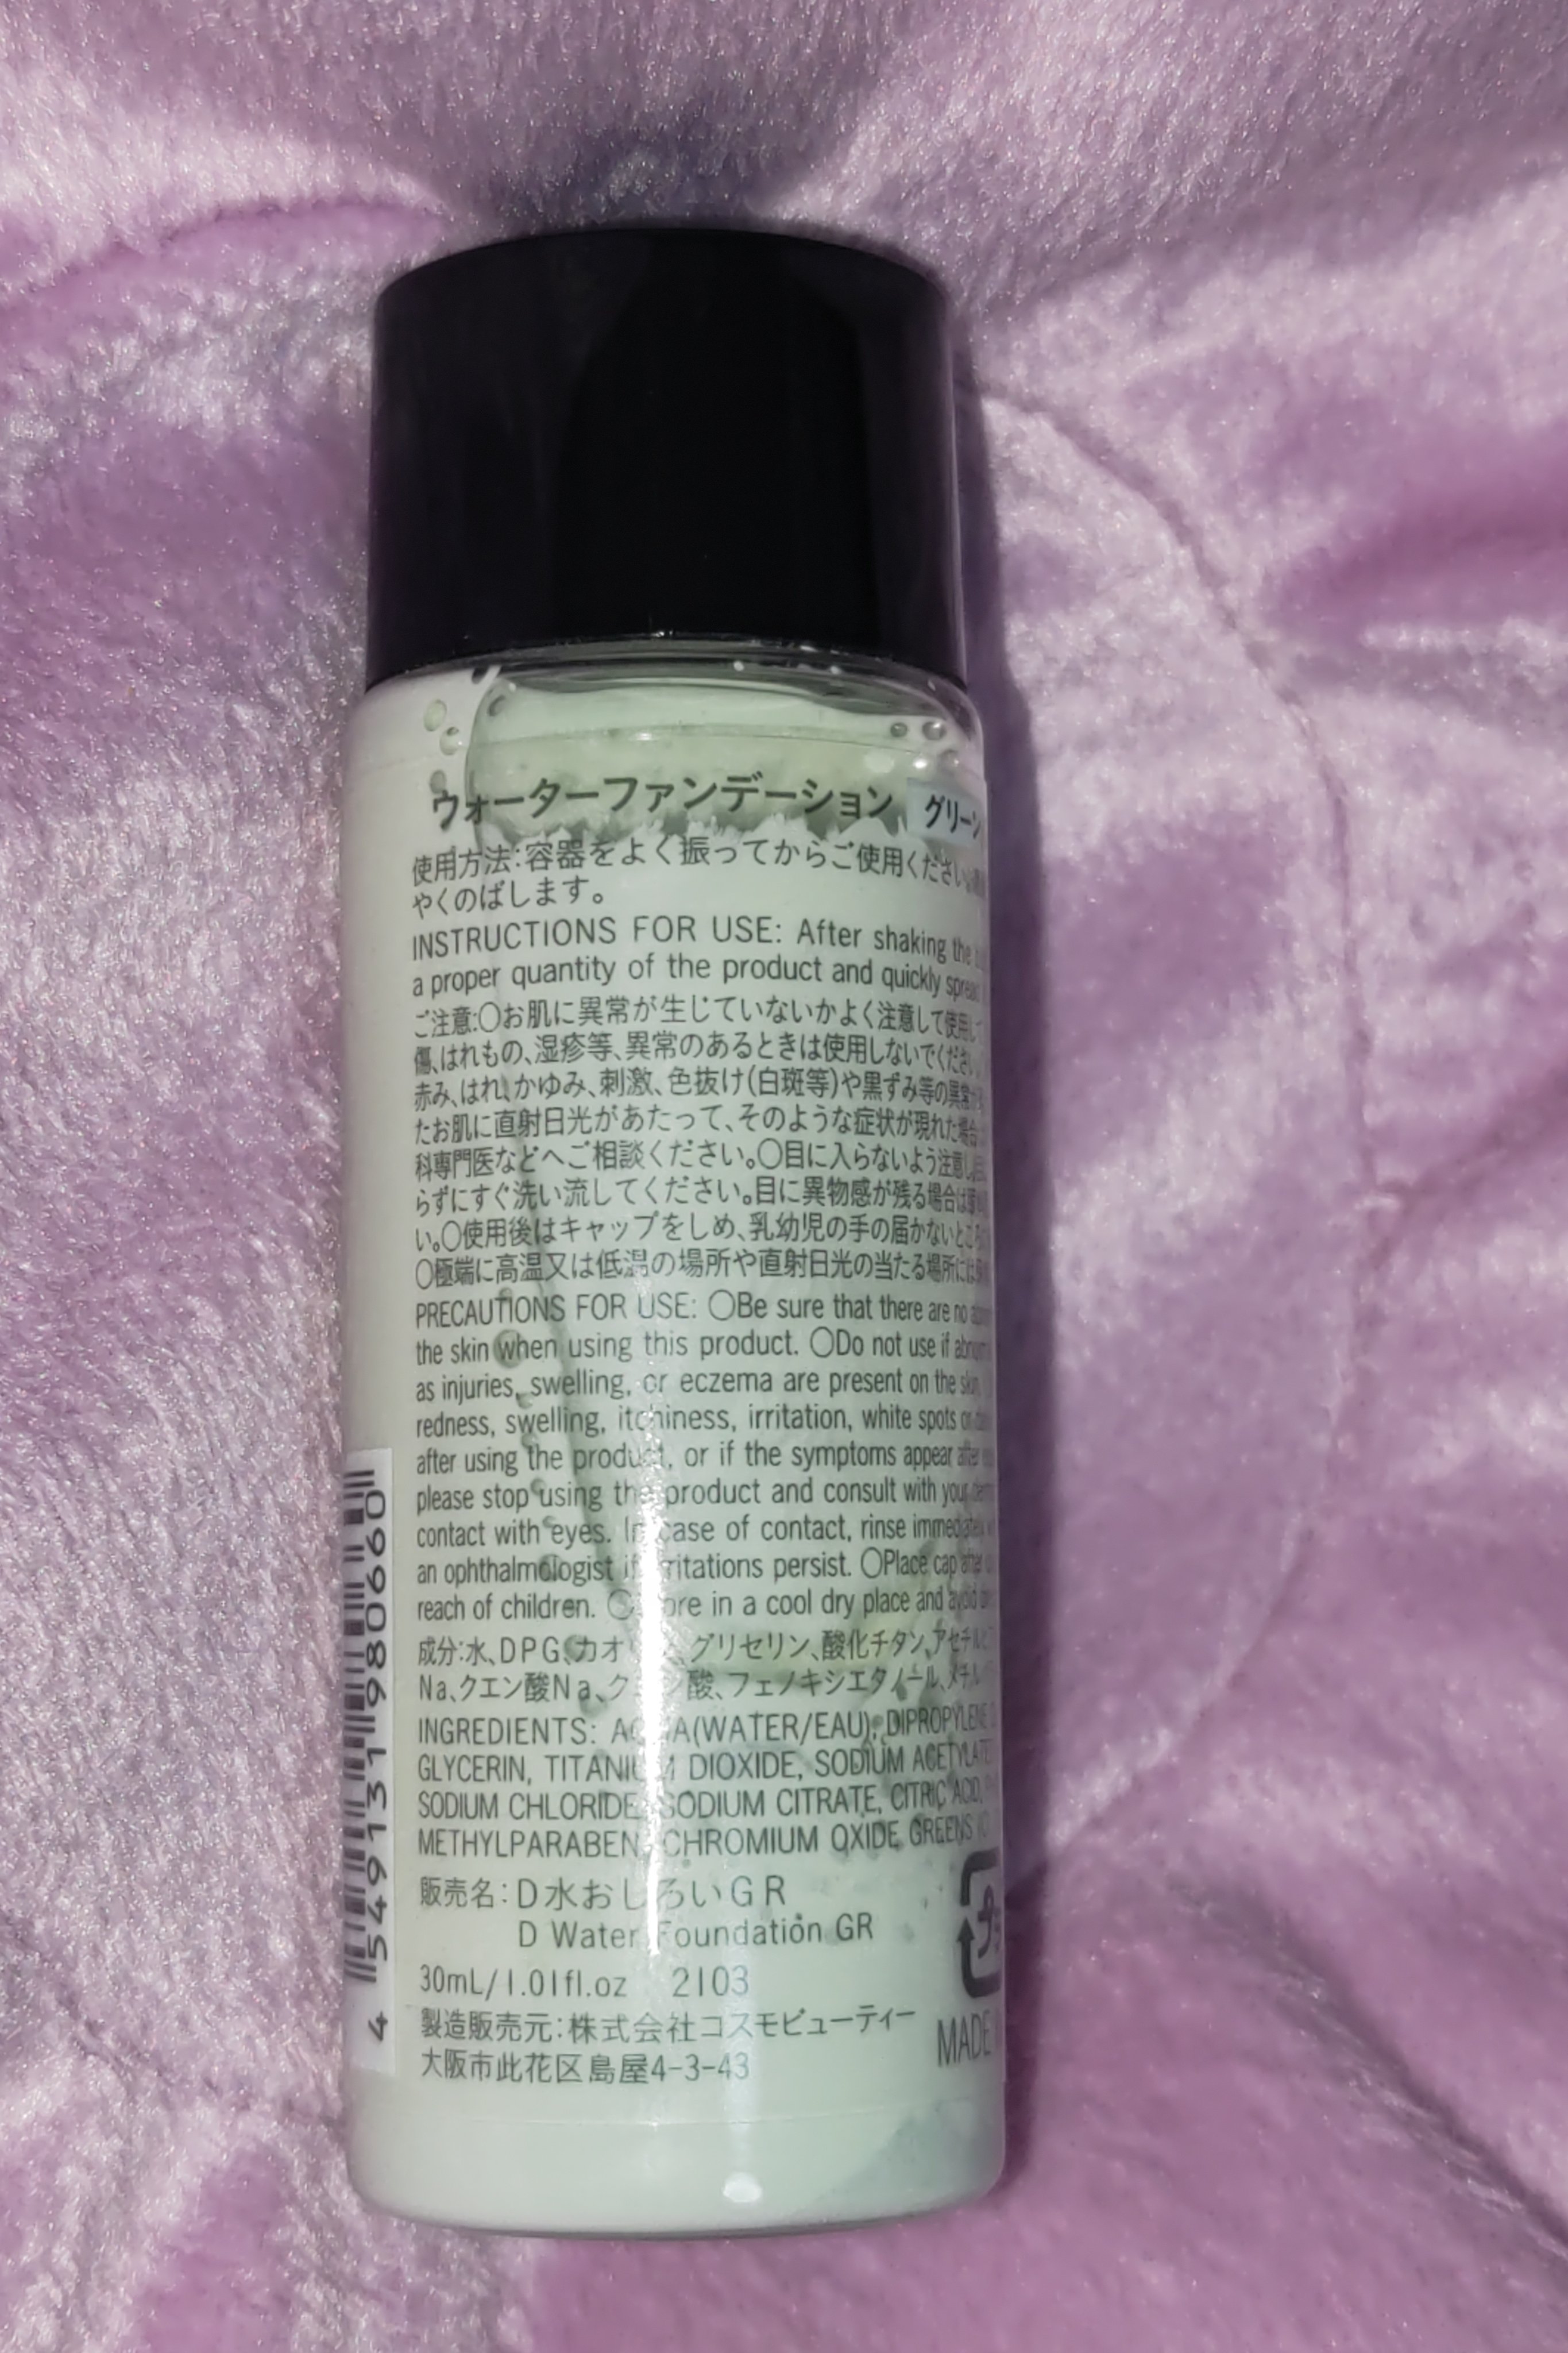 ウォーターファンデーション グリーン
使用方法:容器をよく振ってからご使用ください。
やくのばします。
INSTRUCTIONS FOR USE: After shaking the
a proper quantity of the product and quickly spread
ご注意:○お肌に異常が生じていないかよく注意して使用し
傷、はれもの、湿疹等、異常のあるときは使用しないでください
赤み、はれ、かゆみ、刺激、色抜け(白斑等)や黒ずみ等の異常
たお肌に直射日光があたって、そのような症状が現れた場合
科専門医などへご相談ください。○目に入らないよう注意し
らずにすぐ洗い流してください。目に異物感が残る場合は
い。○使用後はキャップをしめ、乳幼児の手の届かないところ
○極端に高温又は低温の場所や直射日光の当たる場所には
PRECAUTIONS FOR USE: ○Be sure that there are no
the skin when using this product. ○Do not use if
as injuries, swelling, or eczema are present on the skin
redness, swelling, itchiness, irritation, white spots or
after using the product, or if the symptoms appear after
please stop using the product and consult with your
contact with eyes. In case of contact, rinse immediately
an ophthalmologist if irritations persist. ○Place cap after
reach of children. ○Store in a cool dry place and avoid
成分:水、DPG、カオリン、グリセリン、酸化チタン、アセチルヒ
Na、クエン酸Na、クエン酸、フェノキシエタノール、メチル
INGREDIENTS: AQUA(WATER/EAU), DIPROPYLENE
GLYCERIN, TITANIUM DIOXIDE, SODIUM ACETYLATE
SODIUM CHLORIDE, SODIUM CITRATE, CITRIC ACID,
METHYLPARABEN, CHROMIUM OXIDE GREENS
販売名:D水おしろいGR
D Water Foundation GR
30mL/1.01fl.oz 2103
製造販売元:株式会社コスモビューティー
大阪市此花区島屋4-3-43
MADE
4 549131 980660